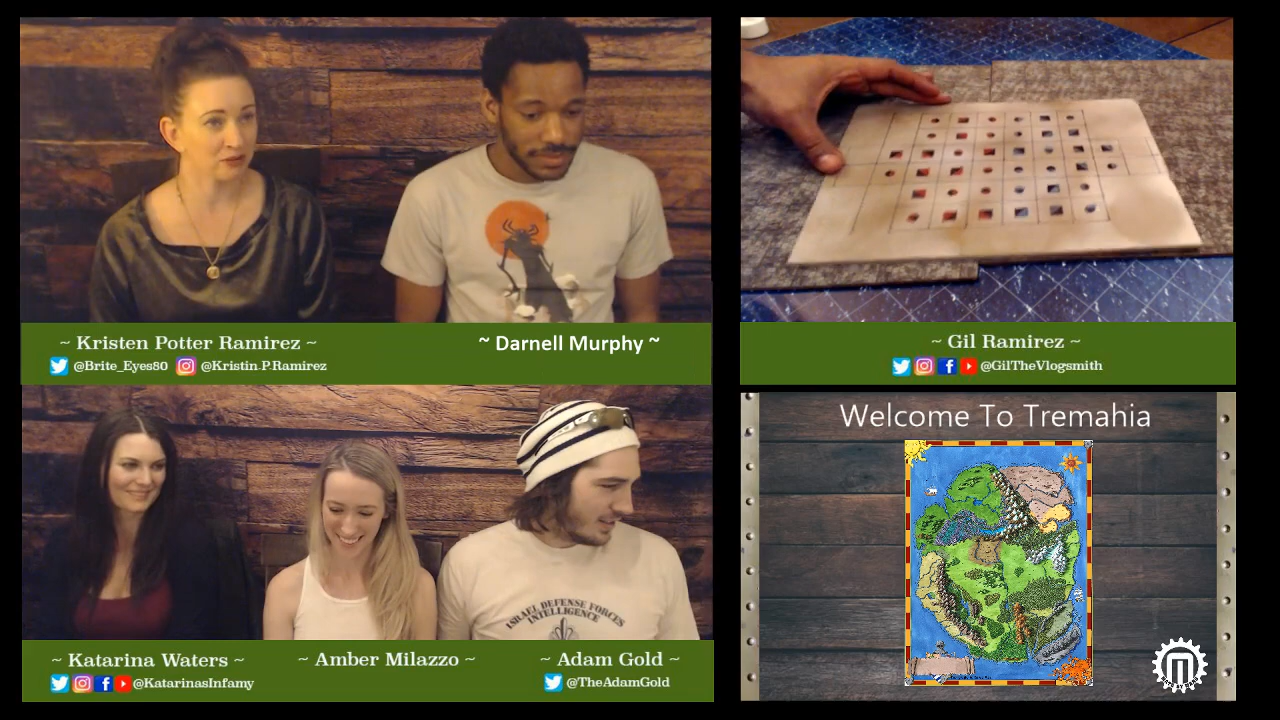 ~ Kristen Potter Ramirez ~
@Brite_Eyes80 @Kristin.P.Ramirez
~ Darnell Murphy ~
~ Gil Ramirez ~
@GilTheVlogsmith
ISRAEL DEFENSE FORCES
INTELLIGENCE
~ Katarina Waters ~
@KatarinasInfamy
~ Amber Milazzo ~
~ Adam Gold ~
@TheAdamGold
Welcome To Tremahia